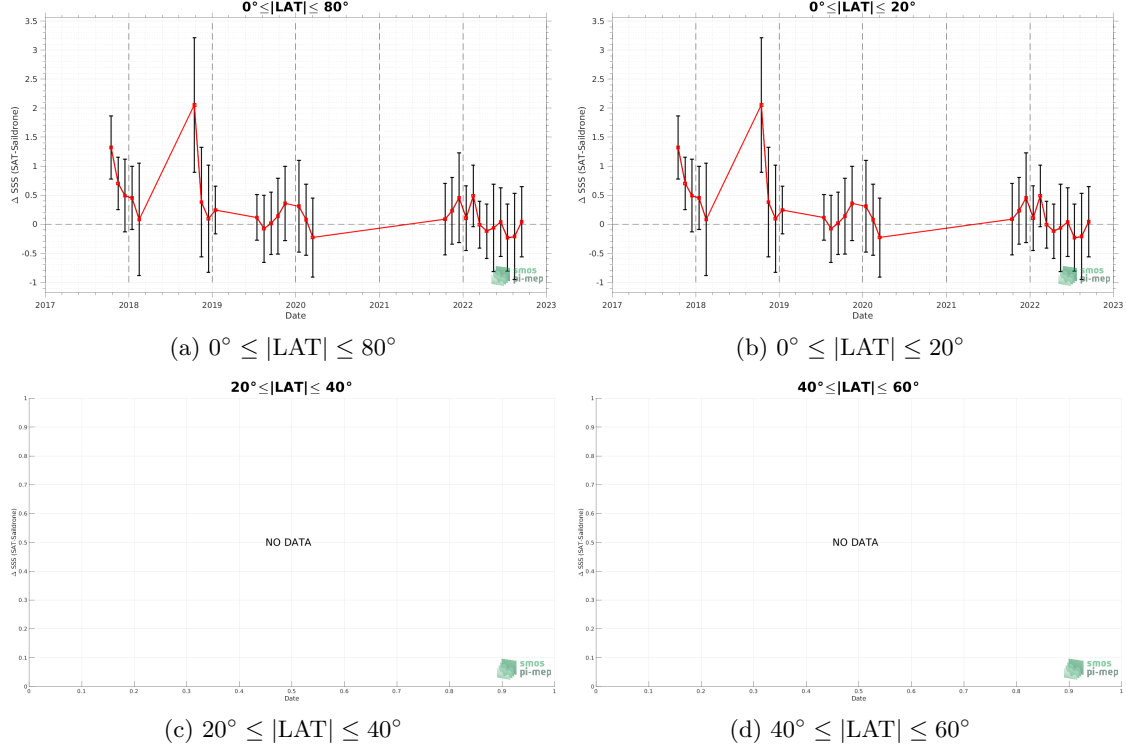 0°≤|LAT|≤ 80°
3.5
3
2.5
2
1.5
1
0.5
0
-0.5
-1
Δ SSS (SAT-Saildrone)
smos
pi-mep
2017 2018 2019 2020 2021 2022 2023
Date
(a) 0° ≤ |LAT| ≤ 80°
0°≤|LAT|≤ 20°
3.5
3
2.5
2
1.5
1
0.5
0
-0.5
-1
Δ SSS (SAT-Saildrone)
smos
pi-mep
2017 2018 2019 2020 2021 2022 2023
Date
(b) 0° ≤ |LAT| ≤ 20°
20°≤|LAT|≤ 40°
1
0.9
0.8
0.7
0.6
0.5
0.4
0.3
0.2
0.1
0
Δ SSS (SAT-Saildrone)
NO DATA
smos
pi-mep
0 0.1 0.2 0.3 0.4 0.5 0.6 0.7 0.8 0.9 1
Date
(c) 20° ≤ |LAT| ≤ 40°
40°≤|LAT|≤ 60°
1
0.9
0.8
0.7
0.6
0.5
0.4
0.3
0.2
0.1
0
Δ SSS (SAT-Saildrone)
NO DATA
smos
pi-mep
0 0.1 0.2 0.3 0.4 0.5 0.6 0.7 0.8 0.9 1
Date
(d) 40° ≤ |LAT| ≤ 60°